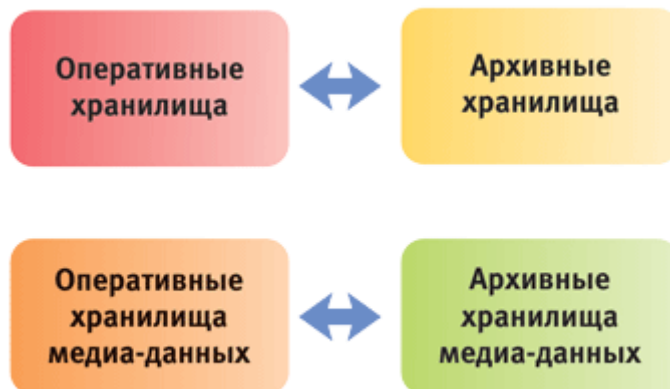 Оперативные
хранилища
Архивные
хранилища
Оперативные
хранилища
медиа-данных
Архивные
хранилища
медиа-данных